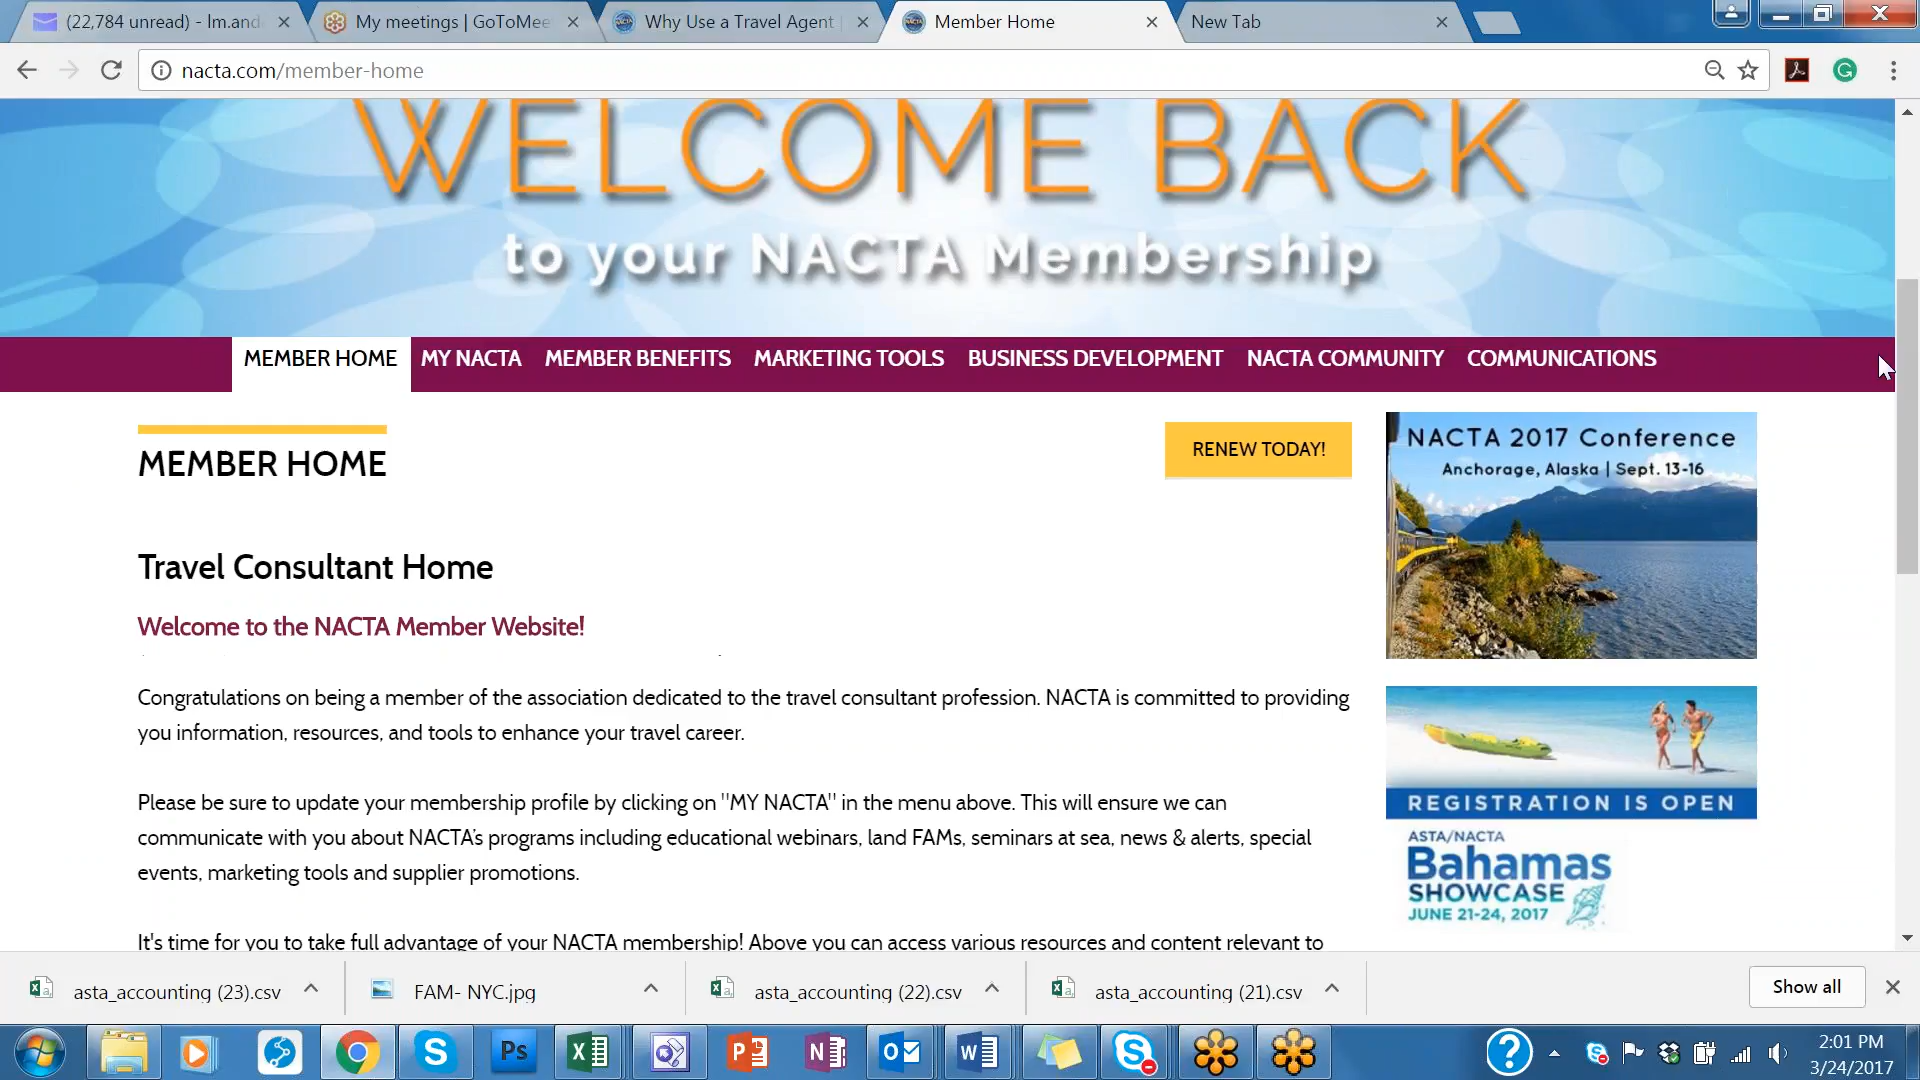 (22,784 unread) - lm.and
My meetings | GoToMee
Why Use a Travel Agent |
Member Home
New Tab
nacta.com/member-home
WELCOME BACK
to your NACTA Membership
MEMBER HOME MY NACTA MEMBER BENEFITS MARKETING TOOLS BUSINESS DEVELOPMENT NACTA COMMUNITY COMMUNICATIONS
MEMBER HOME
RENEW TODAY!
NACTA 2017 Conference
Anchorage, Alaska | Sept. 13-16
Travel Consultant Home
Welcome to the NACTA Member Website!
Congratulations on being a member of the association dedicated to the travel consultant profession. NACTA is committed to providing
you information, resources, and tools to enhance your travel career.
Please be sure to update your membership profile by clicking on "MY NACTA" in the menu above. This will ensure we can
communicate with you about NACTA's programs including educational webinars, land FAMs, seminars at sea, news & alerts, special
events, marketing tools and supplier promotions.
It's time for you to take full advantage of your NACTA membership! Above you can access various resources and content relevant to
REGISTRATION IS OPEN
ASTA/NACTA
Bahamas
SHOWCASE
JUNE 21-24, 2017
asta_accounting (23).csv
FAM- NYC.jpg
asta_accounting (22).csv
asta_accounting (21).csv
Show all
Ps
2:01 PM
3/24/2017